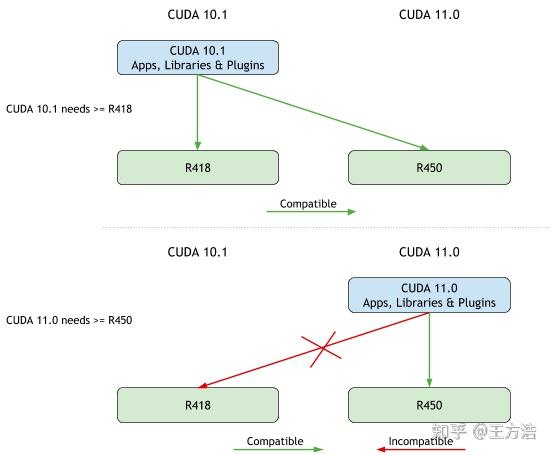 CUDA 10.1
CUDA 11.0
CUDA 10.1
Apps, Libraries & Plugins
CUDA 10.1 needs >= R418
R418
R450
Compatible
CUDA 10.1
CUDA 11.0
CUDA 11.0
Apps, Libraries & Plugins
CUDA 11.0 needs >= R450
R418
R450
Compatible
Incompatible
知乎 @王方浩